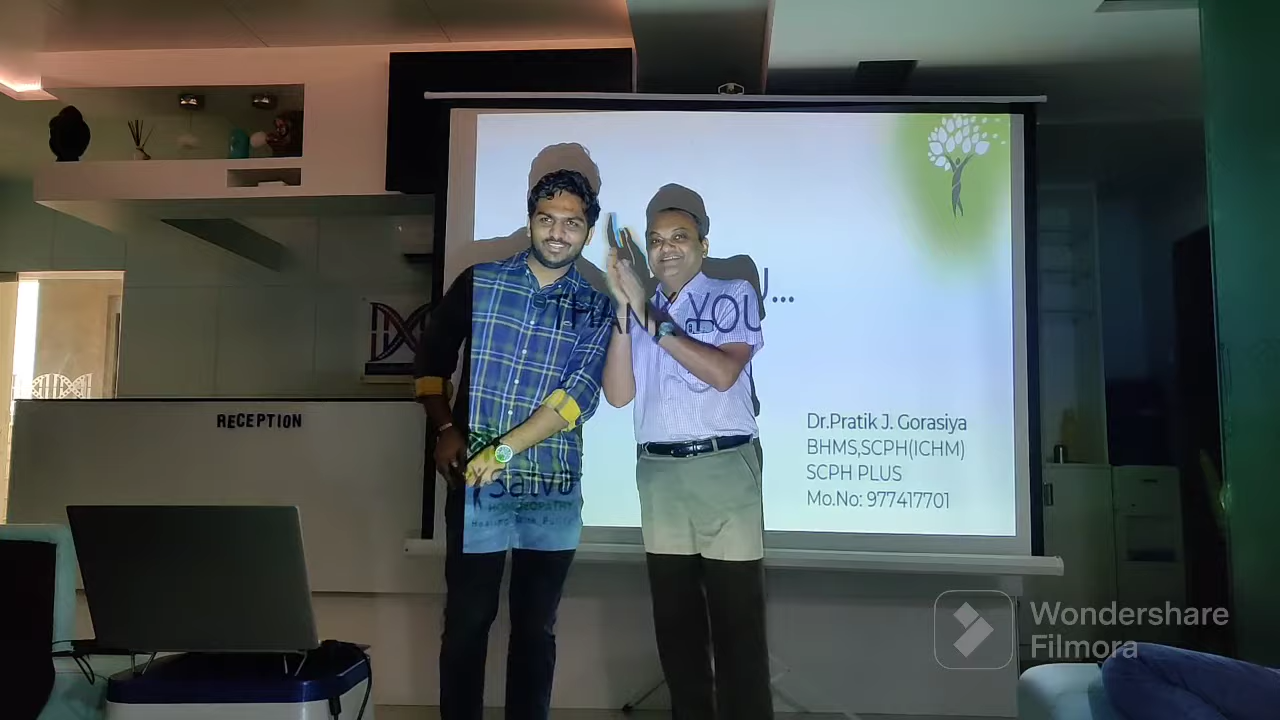 THANK YOU...
RECEPTION
Dr.Pratik J. Gorasiya
BHMS,SCPH(ICHM)
SCPH PLUS
Mo.No: 977417701
Wondershare
Filmora